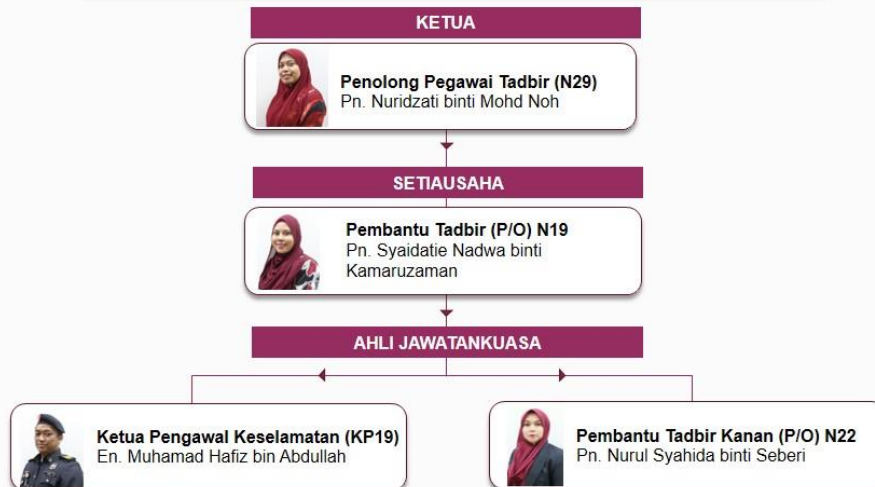 KETUA
Penolong Pegawai Tadbir (N29)
Pn. Nuridzati binti Mohd Noh
SETIAUSAHA
Pembantu Tadbir (P/O) N19
Pn. Syaidatie Nadwa binti
Kamaruzaman
AHLI JAWATANKUASA
Ketua Pengawal Keselamatan (KP19)
En. Muhamad Hafiz bin Abdullah
Pembantu Tadbir Kanan (P/O) N22
Pn. Nurul Syahida binti Seberi